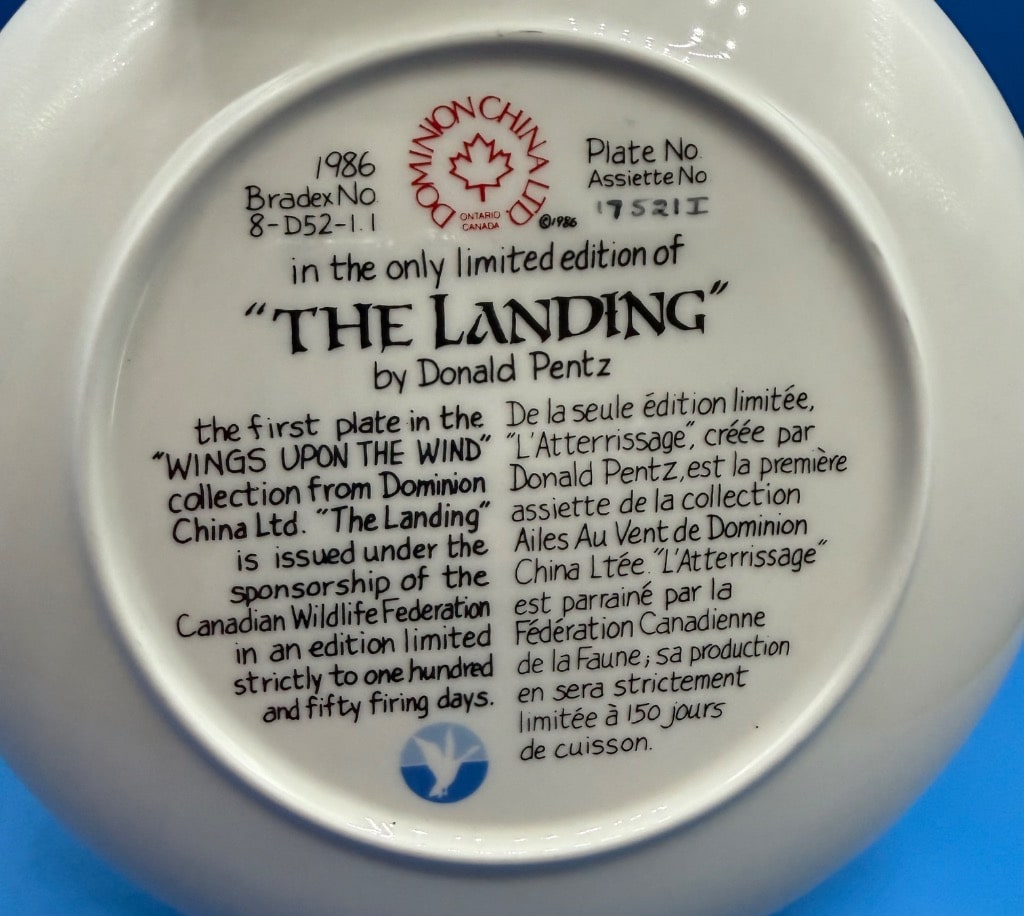 DOMINION CHINA LTD.
ONTARIO
CANADA
©1986
1986
Bradex No
8-D52-1.1
Plate No.
Assiette No
17521I
in the only limited edition of
"THE LANDING"
by Donald Pentz
the first plate in the
"WINGS UPON THE WIND"
collection from Dominion
China Ltd. "The Landing"
is issued under the
sponsorship of the
Canadian Wildlife Federation
in an edition limited
strictly to one hundred
and fifty firing days.
De la seule édition limitée,
"L'Atterrissage", créée par
Donald Pentz, est la première
assiette de la collection
Ailes Au Vent de Dominion
China Ltée. "L'Atterrissage"
est parrainé par la
Fédération Canadienne
de la Faune; sa production
en sera strictement
limitée à 150 jours
de cuisson.